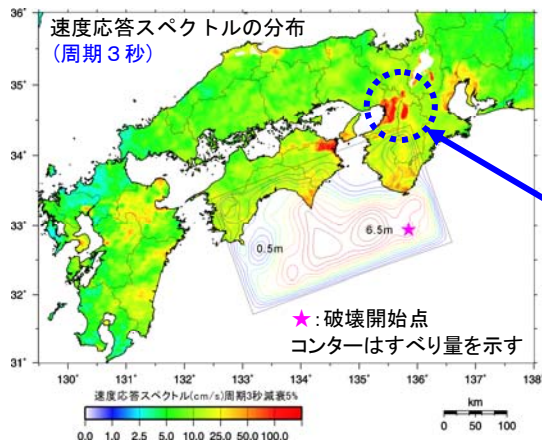 速度応答スペクトルの分布
(周期3秒)
36°
35°
34°
33°
32°
31°
0.5m
6.5m
★:破壊開始点
コンターはすべり量を示す
130°
131°
132°
133°
134°
135°
136°
137°
138°
速度応答スペクトル(cm/s)周期3秒減衰5%
0.0 1.0 2.5 5.0 10.0 25.0 50.0 100.0
km
0 50 100